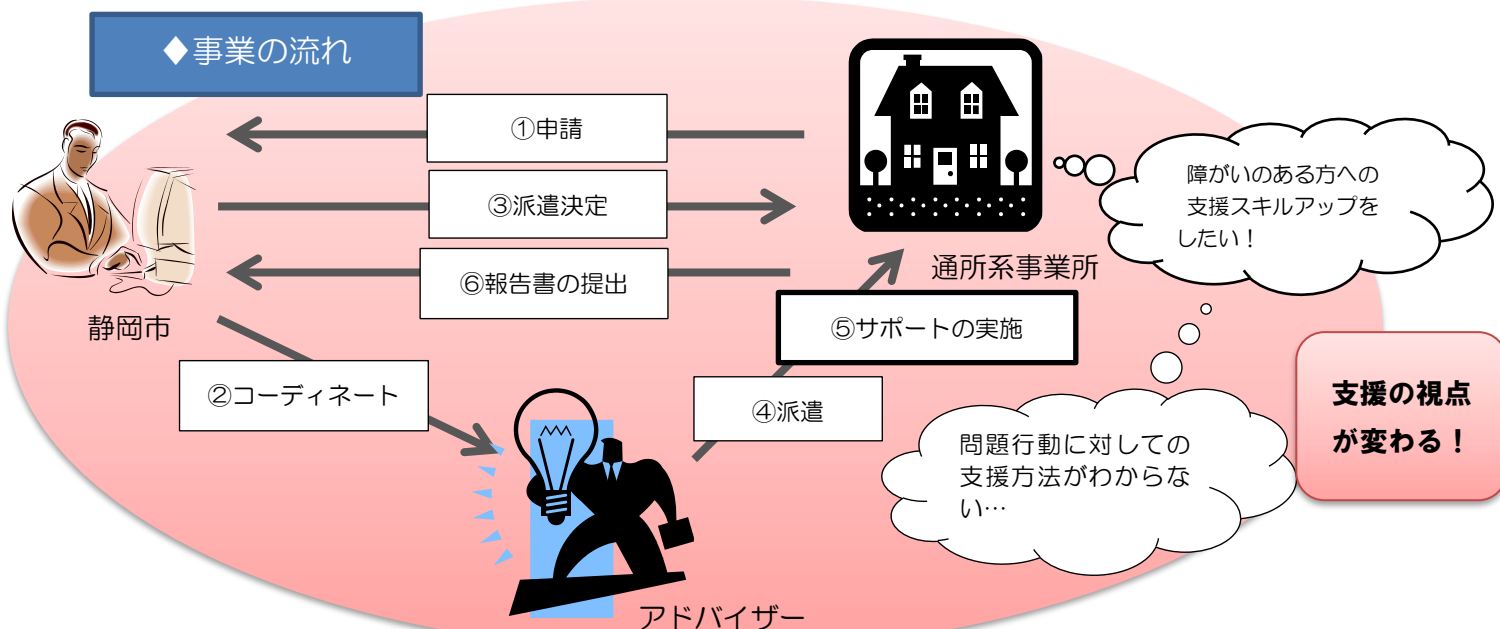 ◆事業の流れ
①申請
③派遣決定
⑥報告書の提出
静岡市
通所系事業所
障がいのある方への
支援スキルアップを
したい！
⑤サポートの実施
②コーディネート
④派遣
問題行動に対しての
支援方法がわからな
い…
支援の視点
が変わる！
アドバイザー